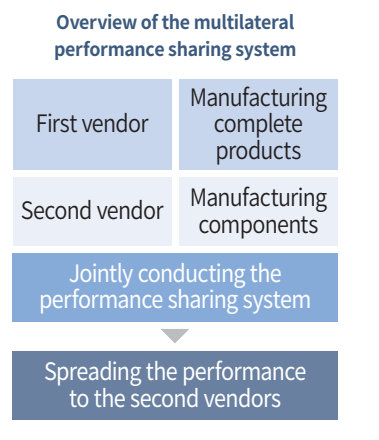 Overview of the multilateral
performance sharing system
First vendor
Manufacturing
complete
products
Second vendor
Manufacturing
components
Jointly conducting the
performance sharing system
Spreading the performance
to the second vendors